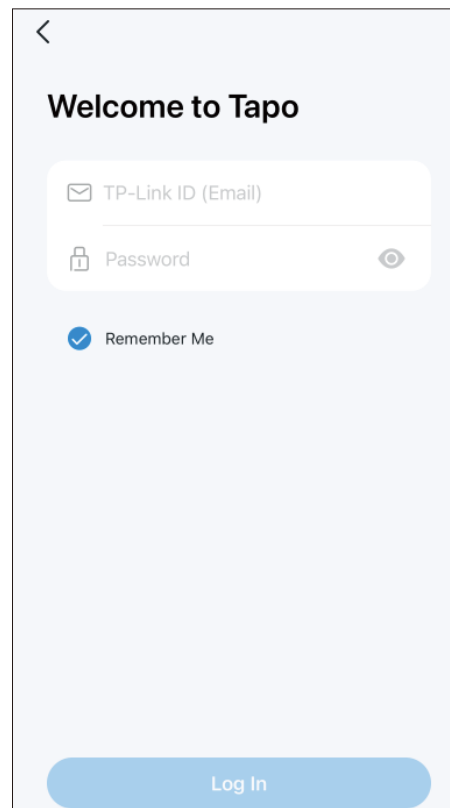 Welcome to Tapo
TP-Link ID (Email)
Password
Remember Me
Log In